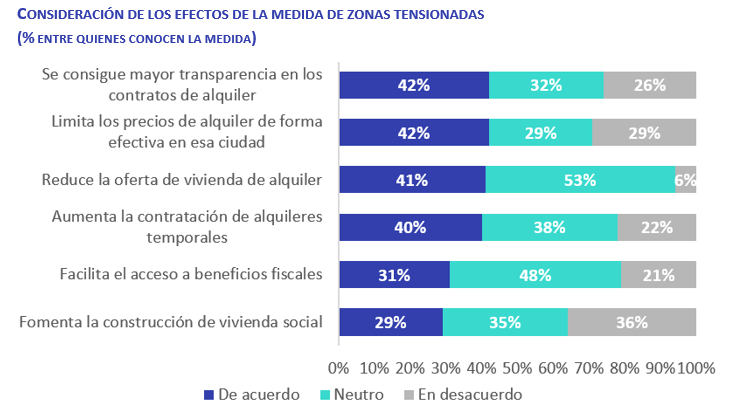 CONSIDERACIÓN DE LOS EFECTOS DE LA MEDIDA DE ZONAS TENSIONADAS
(% ENTRE QUIENES CONOCEN LA MEDIDA)
Se consigue mayor transparencia en los
contratos de alquiler
42% 32% 26%
Limita los precios de alquiler de forma
efectiva en esa ciudad
42% 29% 29%
Reduce la oferta de vivienda de alquiler
41% 53% 6%
Aumenta la contratación de alquileres
temporales
40% 38% 22%
Facilita el acceso a beneficios fiscales
31% 48% 21%
Fomenta la construcción de vivienda social
29% 35% 36%
0% 10% 20% 30% 40% 50% 60% 70% 80% 90% 100%
De acuerdo Neutro En desacuerdo